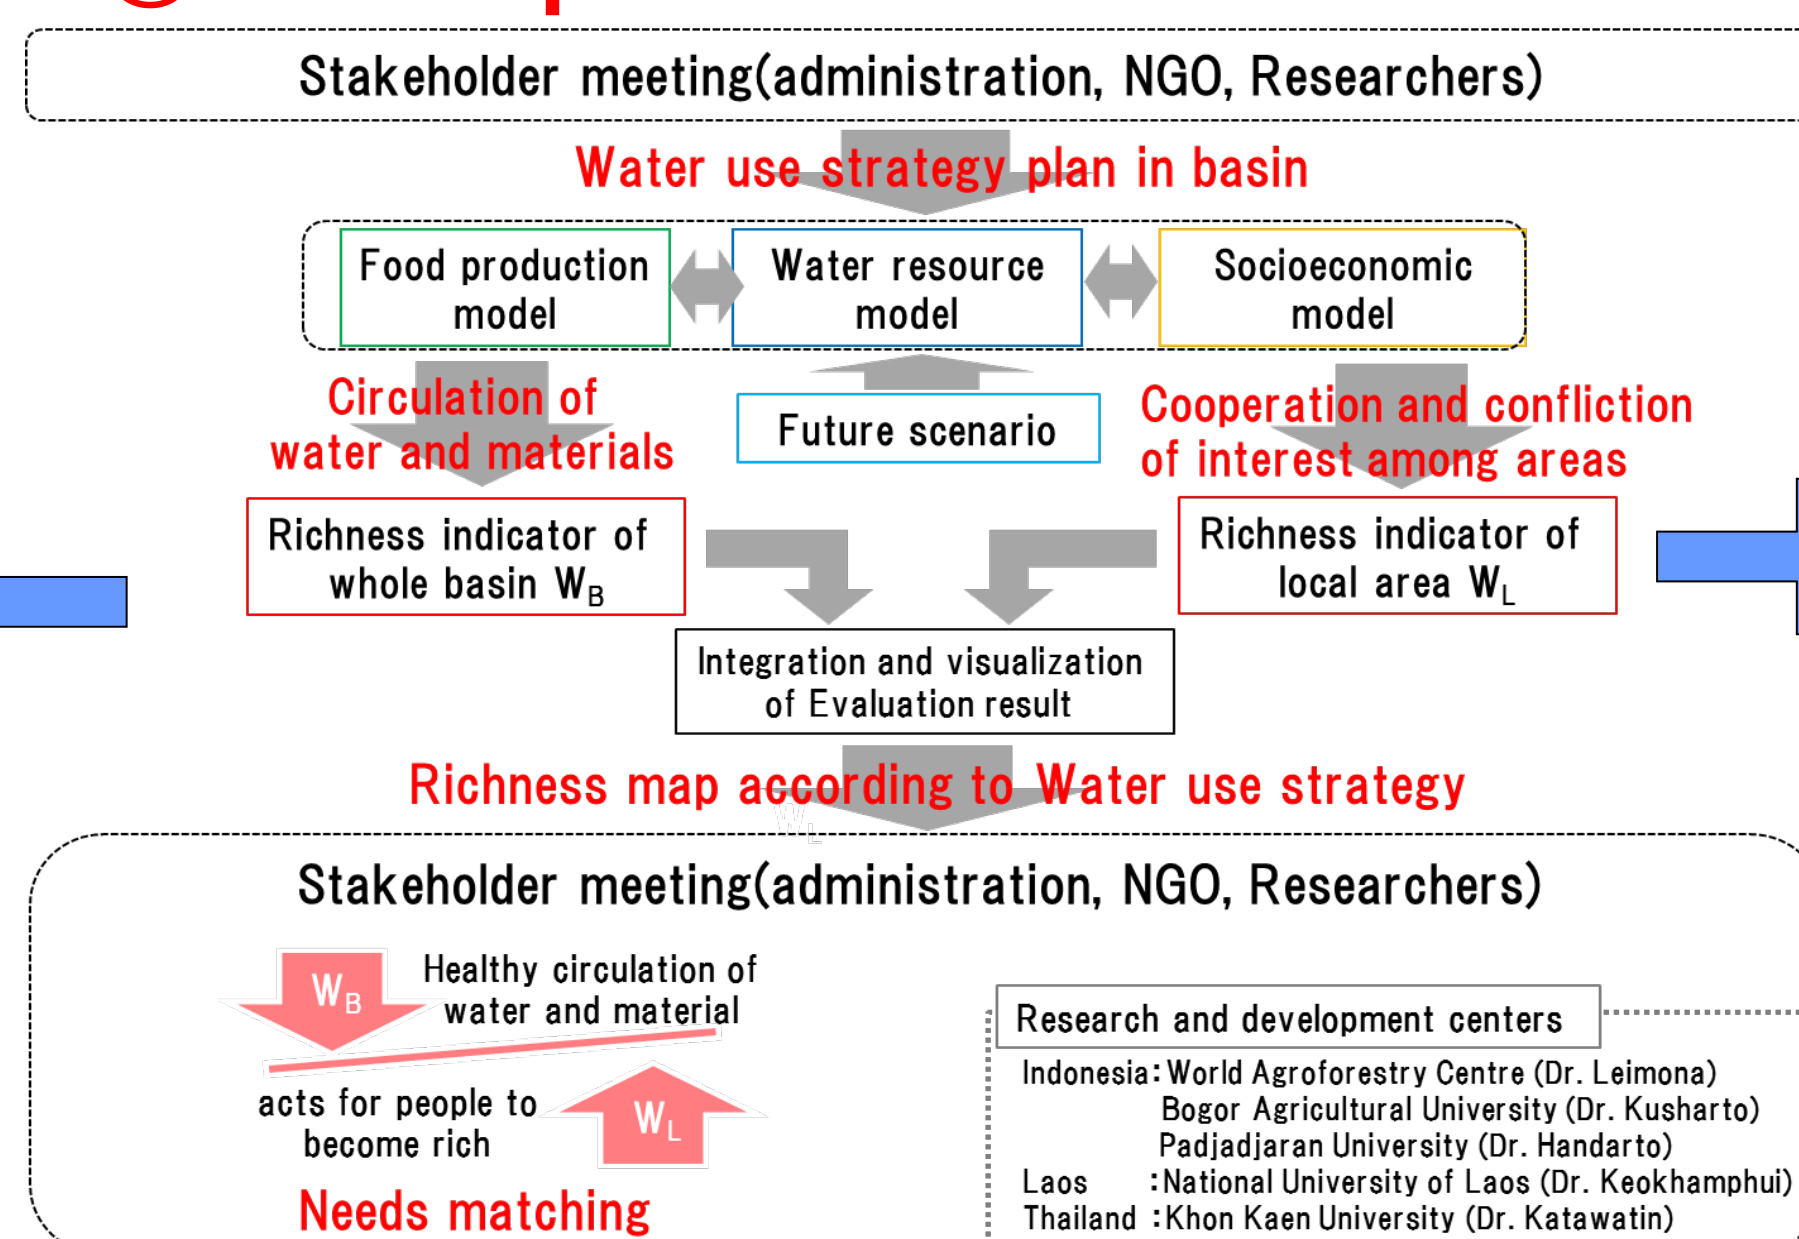 Stakeholder meeting(administration, NGO, Researchers)
Water use strategy plan in basin
Food production
model
Water resource
model
Socioeconomic
model
Circulation of
water and materials
Future scenario
Cooperation and confliction
of interest among areas
Richness indicator of
whole basin WB
Richness indicator of
local area WL
Integration and visualization
of Evaluation result
Richness map according to Water use strategy
WL
Stakeholder meeting(administration, NGO, Researchers)
WB
Healthy circulation of
water and material
acts for people to
become rich
WL
Needs matching
Research and development centers
Indonesia:World Agroforestry Centre (Dr. Leimona)
Bogor Agricultural University (Dr. Kusharto)
Padjadjaran University (Dr. Handarto)
Laos :National University of Laos (Dr. Keokhamphui)
Thailand :Khon Kaen University (Dr. Katawatin)